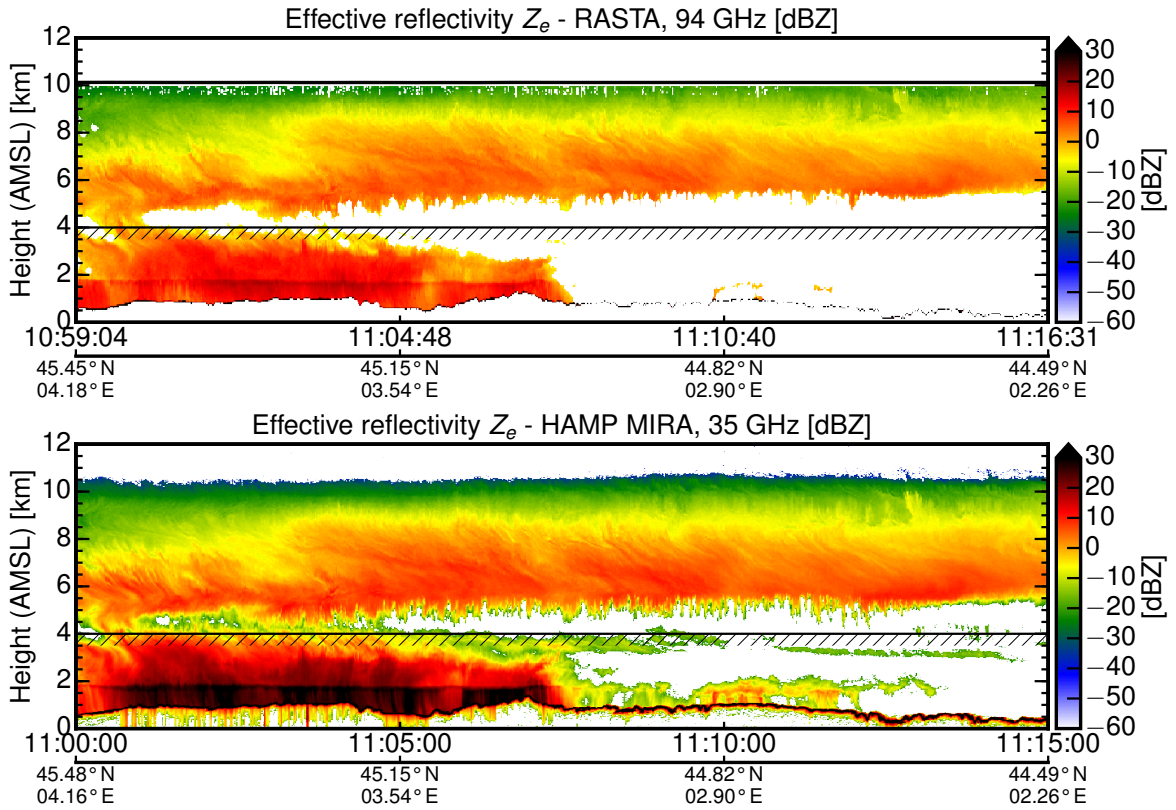 Effective reflectivity Ze - RASTA, 94 GHz [dBZ]
Height (AMSL) [km]
12
10
8
6
4
2
0
30
20
10
0
−10
−20
−30
−40
−50
−60
[dBZ]
10:59:04 11:04:48 11:10:40 11:16:31
45.45°N 45.15°N 44.82°N 44.49°N
04.18°E 03.54°E 02.90°E 02.26°E
Effective reflectivity Ze - HAMP MIRA, 35 GHz [dBZ]
Height (AMSL) [km]
12
10
8
6
4
2
0
30
20
10
0
−10
−20
−30
−40
−50
−60
[dBZ]
11:00:00 11:05:00 11:10:00 11:15:00
45.48°N 45.15°N 44.82°N 44.49°N
04.16°E 03.54°E 02.90°E 02.26°E